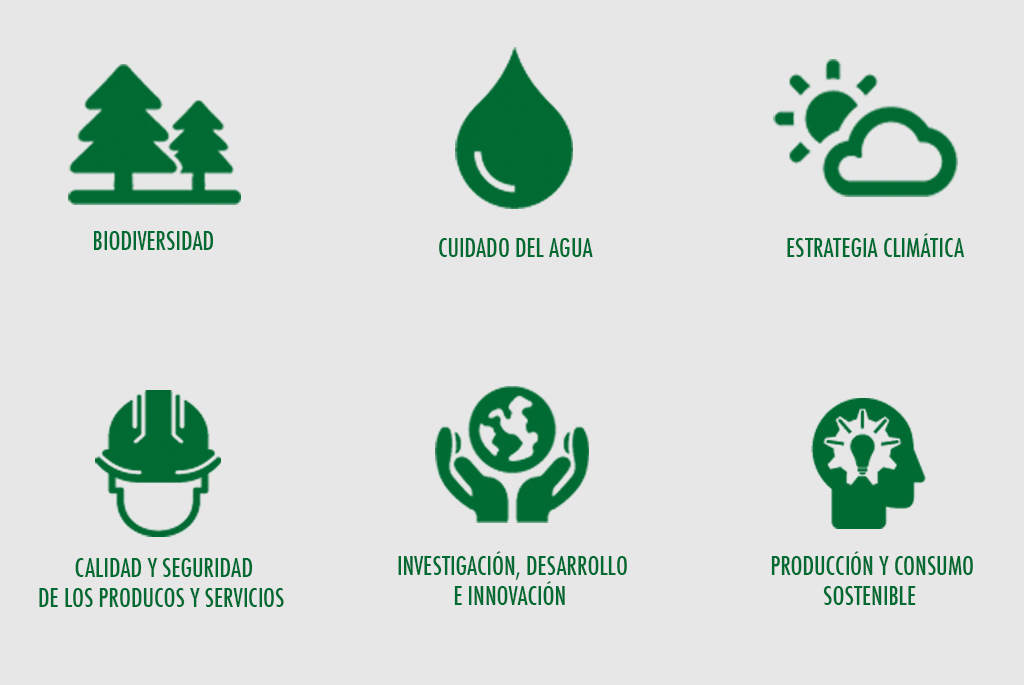 BIODIVERSIDAD
CUIDADO DEL AGUA
ESTRATEGIA CLIMÁTICA
CALIDAD Y SEGURIDAD
DE LOS PRODUCOS Y SERVICIOS
INVESTIGACIÓN, DESARROLLO
E INNOVACIÓN
PRODUCCIÓN Y CONSUMO
SOSTENIBLE